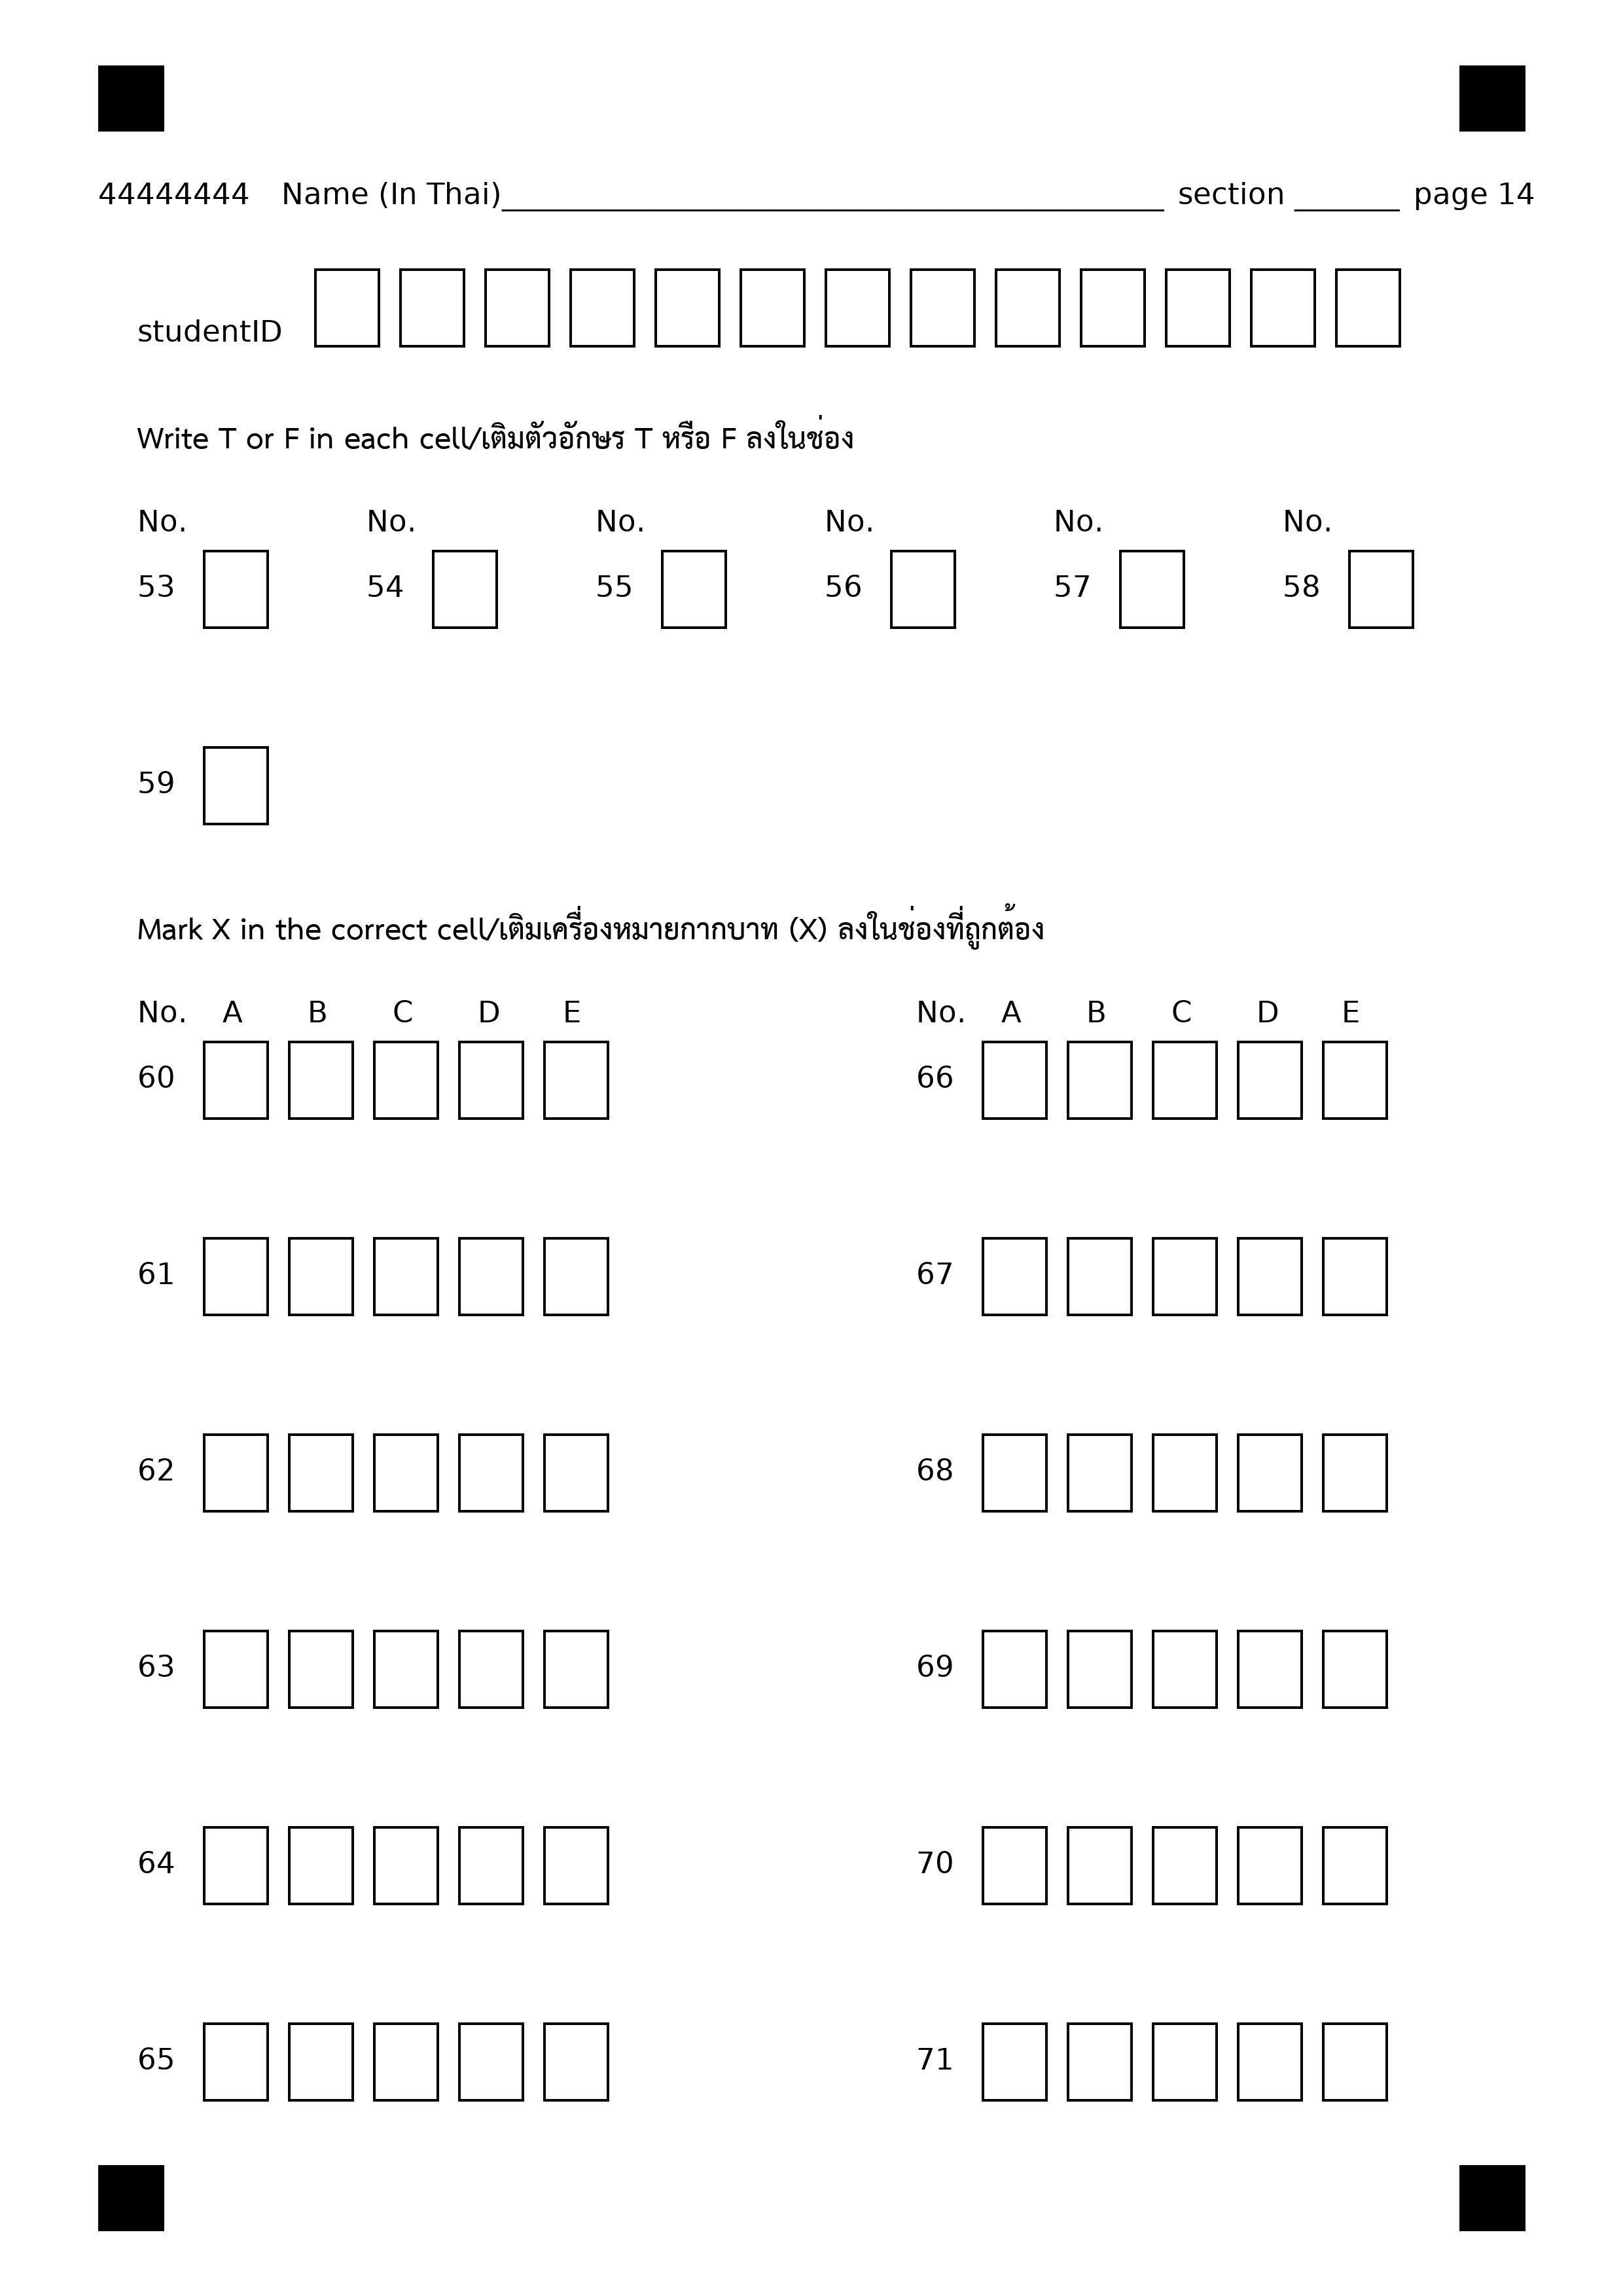 44444444 Name (In Thai)__________________________________________ section _______ page 14
studentID
Write T or F in each cell/เติมตัวอักษร T หรือ F ลงในช่อง
No. No. No. No. No. No.
53 54 55 56 57 58
59
Mark X in the correct cell/เติมเครื่องหมายกากบาท (X) ลงในช่องที่ถูกต้อง
No. A B C D E No. A B C D E
60 66
61 67
62 68
63 69
64 70
65 71